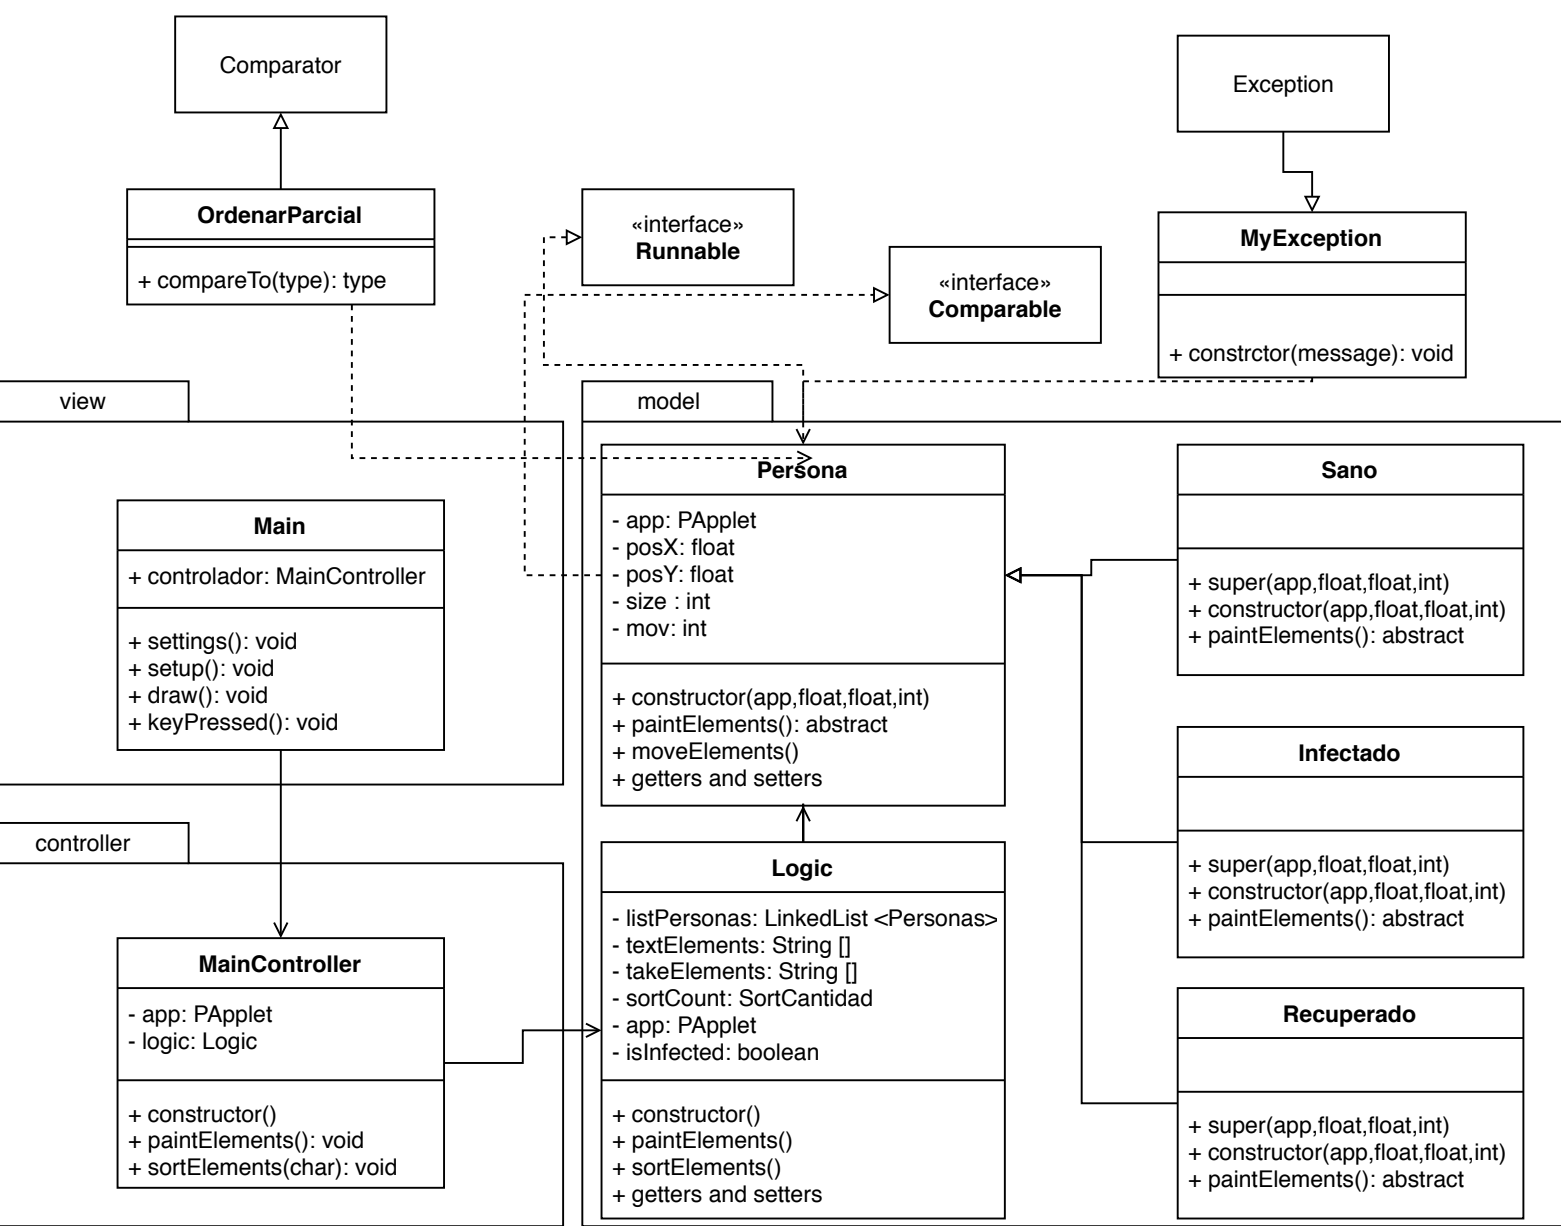 Comparator
Exception
OrdenarParcial
+ compareTo(type): type
«interface»
Runnable
«interface»
Comparable
MyException
+ constrctor(message): void
view
model
Main
+ controlador: MainController
+ settings(): void
+ setup(): void
+ draw(): void
+ keyPressed(): void
Persona
- app: PApplet
- posX: float
- posY: float
- size : int
- mov: int
+ constructor(app,float,float,int)
+ paintElements(): abstract
+ moveElements()
+ getters and setters
Sano
+ super(app,float,float,int)
+ constructor(app,float,float,int)
+ paintElements(): abstract
Infectado
+ super(app,float,float,int)
+ constructor(app,float,float,int)
+ paintElements(): abstract
controller
MainController
- app: PApplet
- logic: Logic
+ constructor()
+ paintElements(): void
+ sortElements(char): void
Logic
- listPersonas: LinkedList <Personas>
- textElements: String []
- takeElements: String []
- sortCount: SortCantidad
- app: PApplet
- isInfected: boolean
+ constructor()
+ paintElements()
+ sortElements()
+ getters and setters
Recuperado
+ super(app,float,float,int)
+ constructor(app,float,float,int)
+ paintElements(): abstract